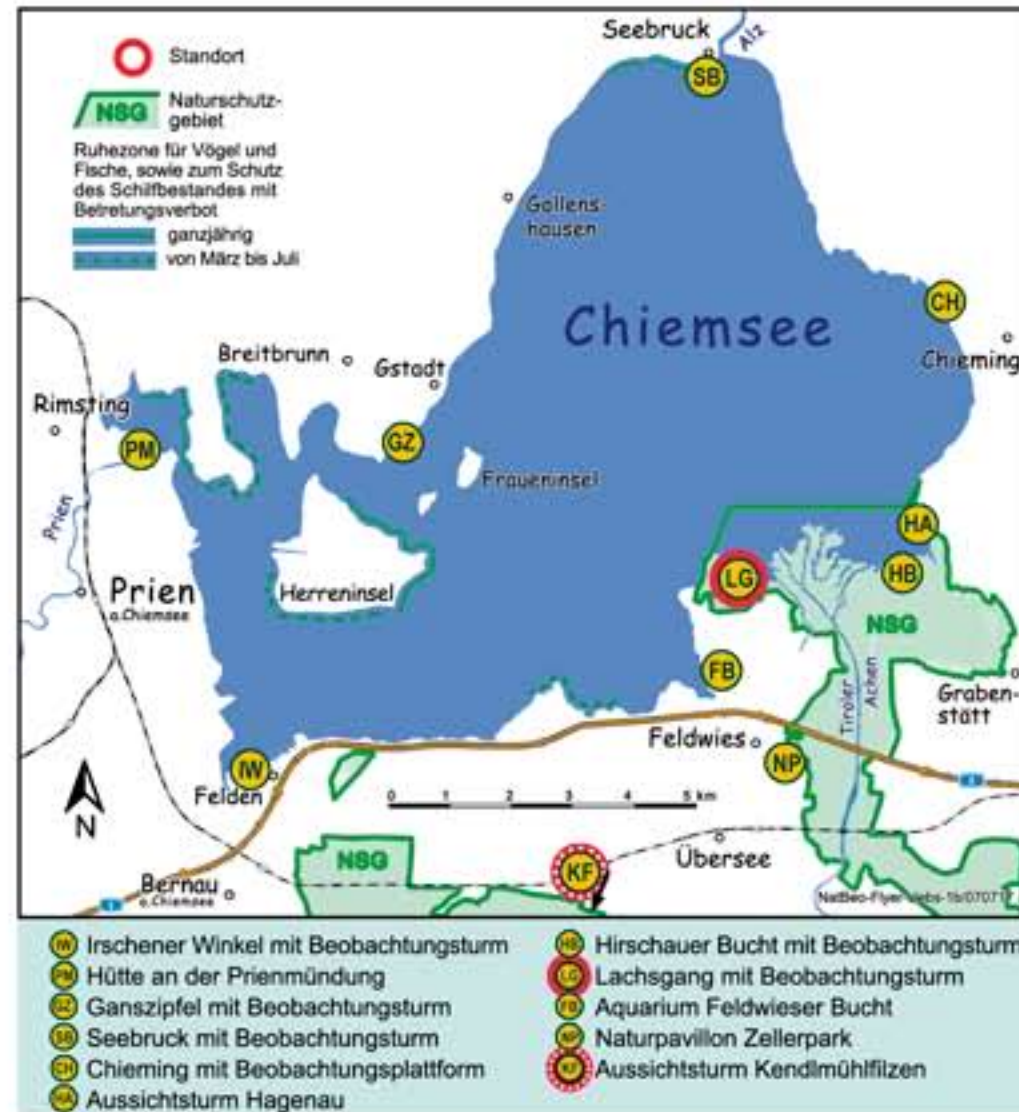 Standort
NSG
Naturschutz-
gebiet
Ruhezone für Vögel und
Fische, sowie zum Schutz
des Schilfbestandes mit
Betretungsverbot
ganzjährig
von März bis Juli
Seebruck
Alz
SB
Gollens-
hausen
Chiemsee
CH
Chieming
Breitbrunn
Gstadt
Rimsting
PM
GZ
Fraueninsel
Prien
HA
LG
HB
Herreninsel
Prien
a.Chiemsee
NSG
FB
Tiroler
Achen
Graben-
stätt
Feldwies
NP
IW
Felden
N
0 1 2 3 4 5 km
Übersee
NSG
KF
Bernau
a.Chiemsee
IW Irschener Winkel mit Beobachtungsturm
PM Hütte an der Prienmündung
GZ Ganszipfel mit Beobachtungsturm
SB Seebruck mit Beobachtungsturm
CH Chieming mit Beobachtungsplattform
HA Aussichtsturm Hagenau
HB Hirschauer Bucht mit Beobachtungsturm
LG Lachsgang mit Beobachtungsturm
FB Aquarium Feldwieser Bucht
NP Naturpavillon Zellerpark
KF Aussichtsturm Kendlmühlfilzen